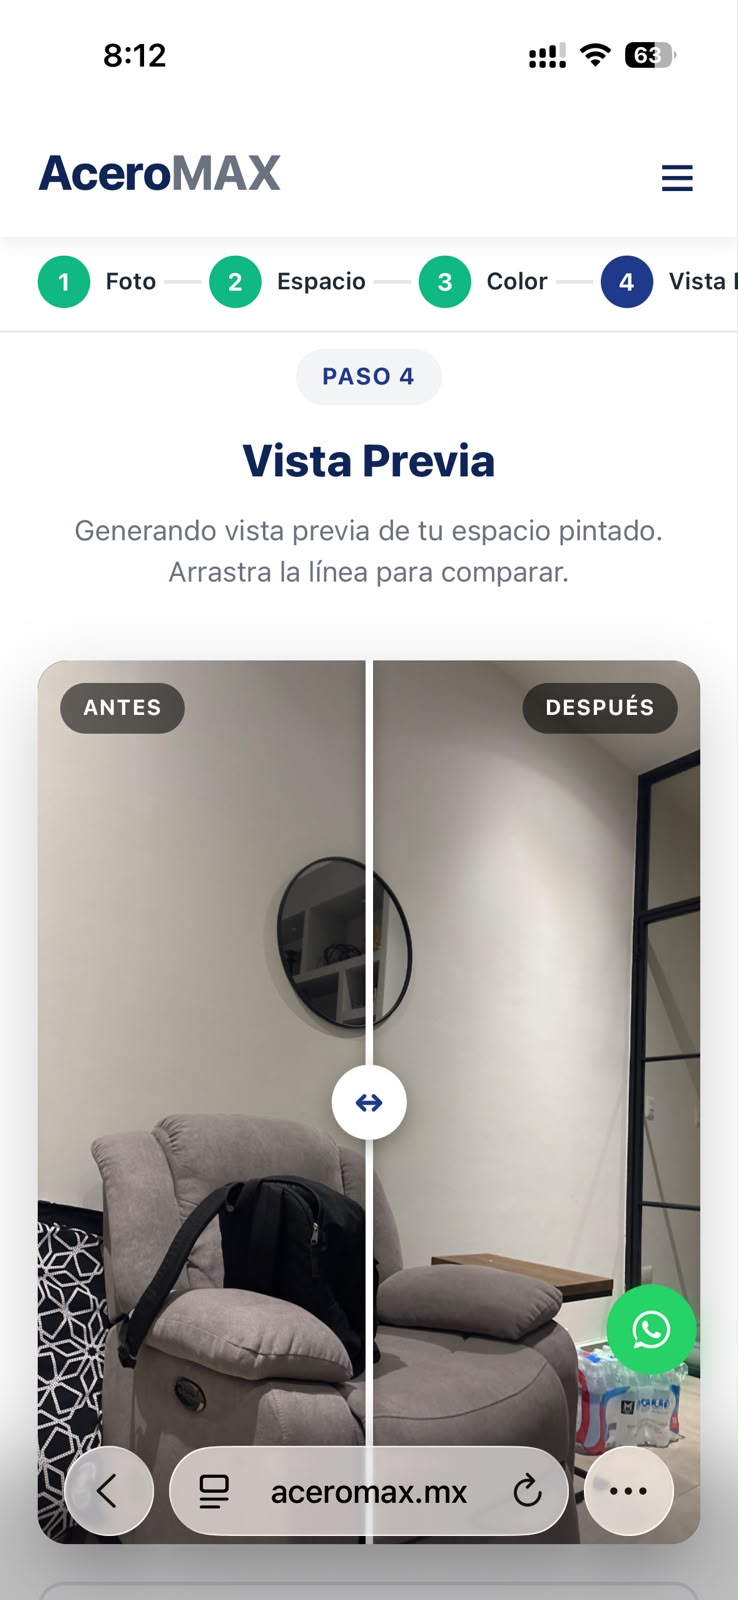 8:12
63
AceroMAX
1 Foto 2 Espacio 3 Color 4 Vista
PASO 4
Vista Previa
Generando vista previa de tu espacio pintado.
Arrastra la línea para comparar.
ANTES
DESPUÉS
aceromax.mx